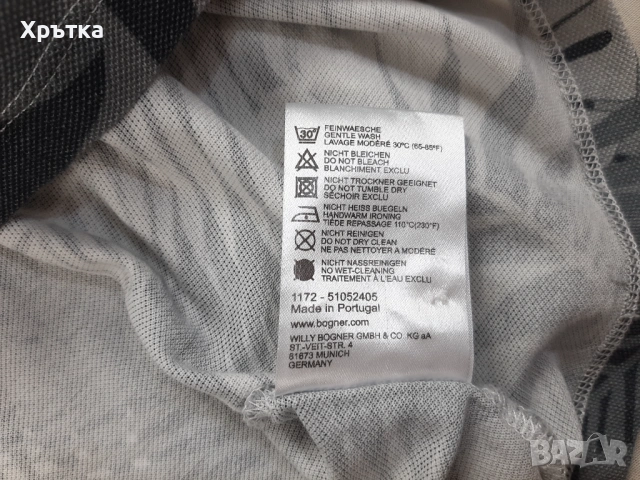 Хрътка
30°
FEINWAESCHE
GENTLE WASH
LAVAGE MODÉRÉ 30°C (65-85°F)
NICHT BLEICHEN
DO NOT BLEACH
BLANCHIMENT EXCLU
NICHT TROCKNER GEEIGNET
DO NOT TUMBLE DRY
SÉCHOIR EXCLU
NICHT HEISS BUEGELN
HANDWARM IRONING
TIÈDE REPASSAGE 110°C(230°F)
NICHT REINIGEN
DO NOT DRY CLEAN
NE PAS NETTOYER A MODÉRÉ
NICHT NASSREINIGEN
NO WET-CLEANING
TRAITEMENT À L'EAU EXCLU
1172 - 51052405
Made in Portugal
www.bogner.com
WILLY BOGNER GMBH & CO. KG aA
ST.-VEIT-STR. 4
81673 MUNICH
GERMANY
BAZAR